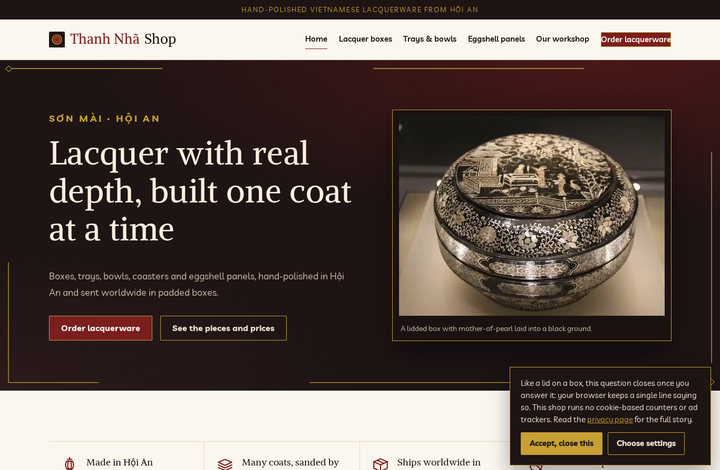 HAND-POLISHED VIETNAMESE LACQUERWARE FROM HỘI AN
Thanh Nhã Shop
Home Lacquer boxes Trays & bowls Eggshell panels Our workshop Order lacquerware
SƠN MÀI · HỘI AN
Lacquer with real
depth, built one coat
at a time
Boxes, trays, bowls, coasters and eggshell panels, hand-polished in Hội
An and sent worldwide in padded boxes.
Order lacquerware See the pieces and prices
A lidded box with mother-of-pearl laid into a black ground.
Like a lid on a box, this question closes once you
answer it: your browser keeps a single line saying
so. This shop runs no cookie-based counters or ad
trackers. Read the privacy page for the full story.
Accept, close this Choose settings
Made in Hội An
Many coats, sanded by
Ships worldwide in